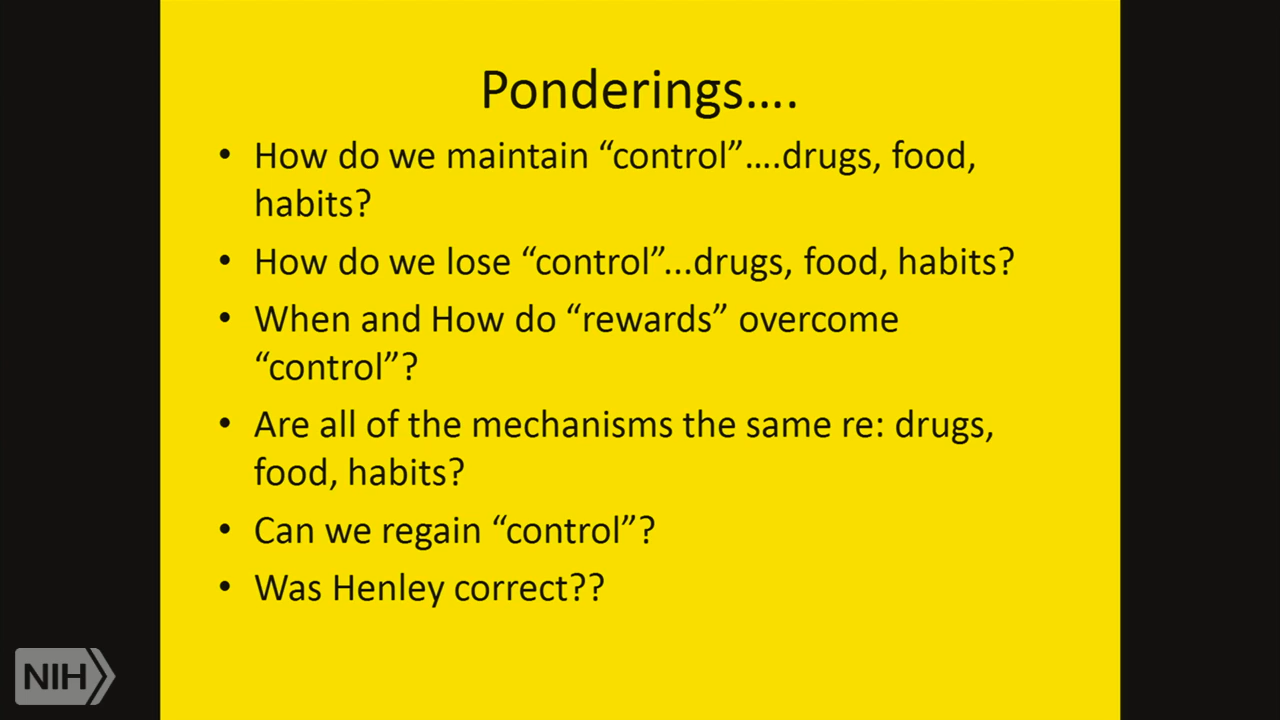 Ponderings….
• How do we maintain “control”….drugs, food,
habits?
• How do we lose “control”...drugs, food, habits?
• When and How do “rewards” overcome
“control”?
• Are all of the mechanisms the same re: drugs,
food, habits?
• Can we regain “control”?
• Was Henley correct??
NIH